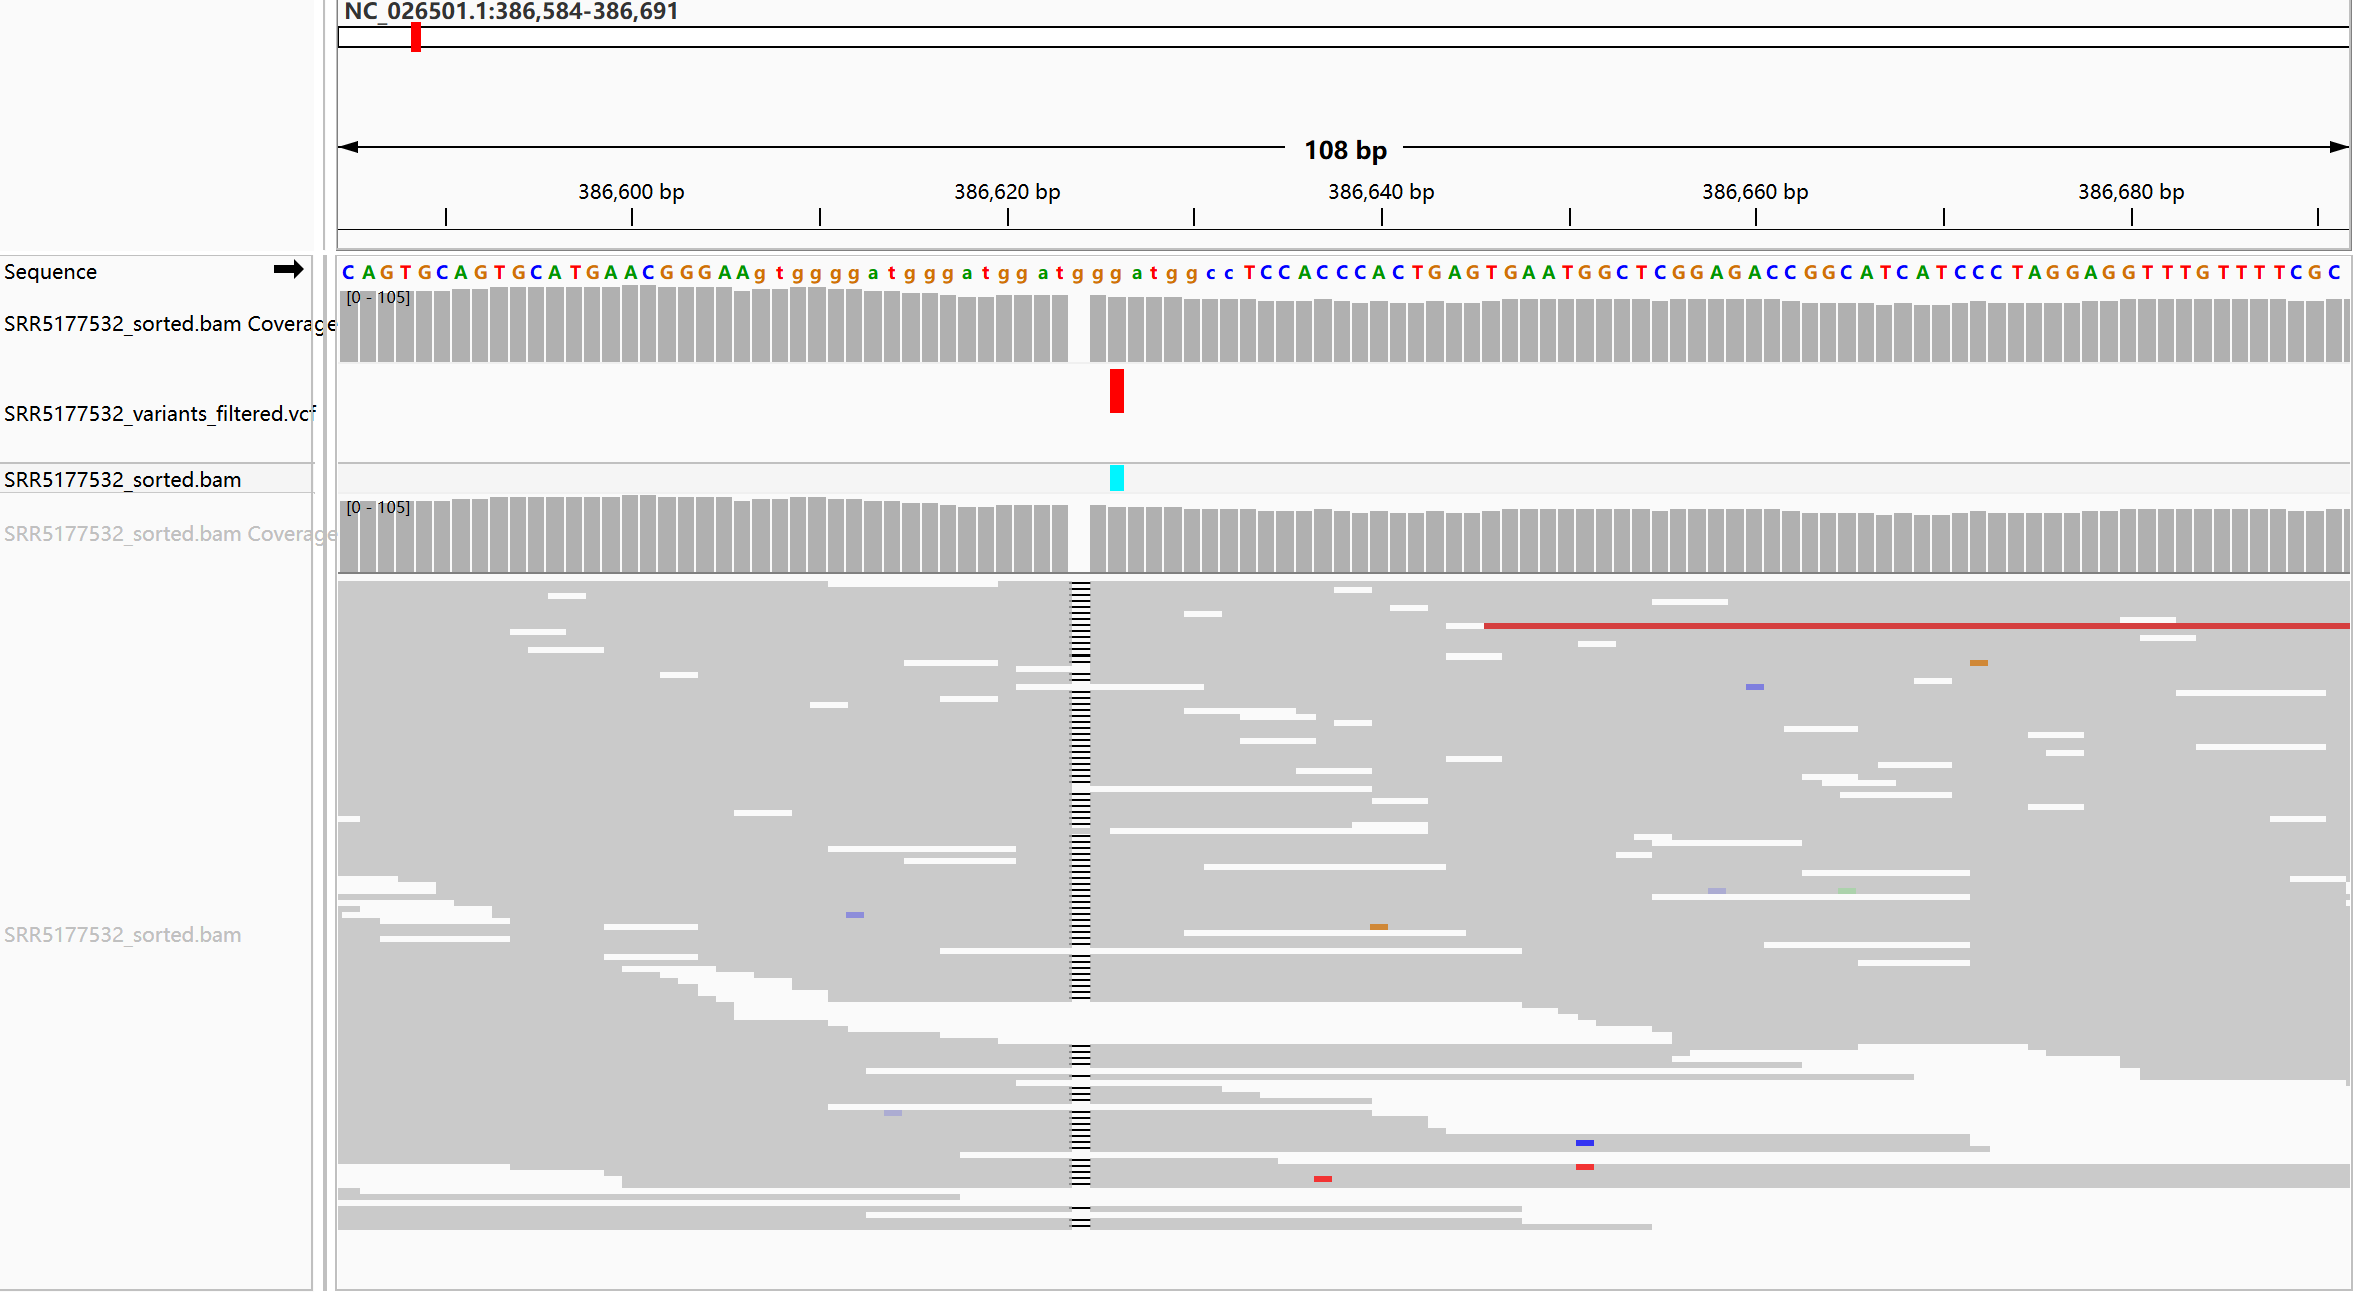 NC_026501.1:386,584-386,691
108 bp
386,600 bp 386,620 bp 386,640 bp 386,660 bp 386,680 bp
Sequence C A G T G C A G T G C A T G A A C G G G A A g t g g g g a t g g g a t g g a t g g g a t g g c c T C C A C C C A C T G A G T G A A T G G C T C G G A G A C C G G C A T C A T C C C T A G G A G G T T T G T T T T C G C
[0 - 105]
SRR5177532_sorted.bam Coverage
SRR5177532_variants_filtered.vcf
SRR5177532_sorted.bam
[0 - 105]
SRR5177532_sorted.bam Coverage
SRR5177532_sorted.bam